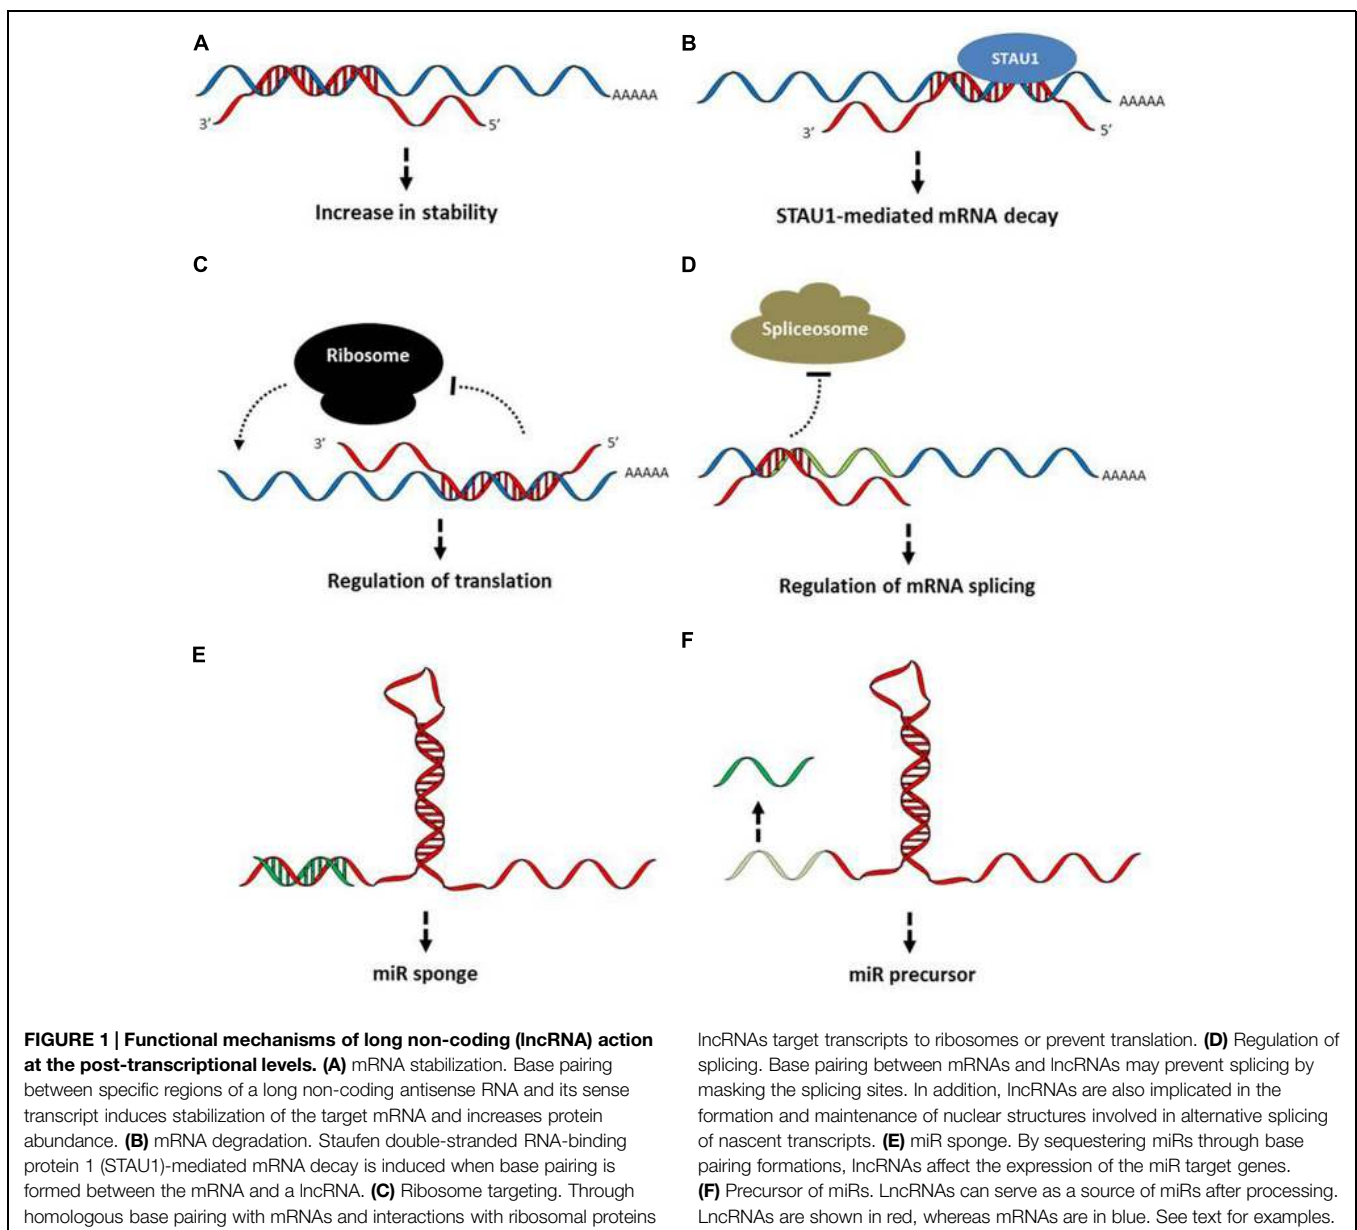 A
AAAAA
3'
5'
Increase in stability
B
STAU1
AAAAA
3'
5'
STAU1-mediated mRNA decay
C
Ribosome
3'
5'
AAAAA
Regulation of translation
D
Spliceosome
AAAAA
Regulation of mRNA splicing
E
miR sponge
F
miR precursor
FIGURE 1 | Functional mechanisms of long non-coding (lncRNA) action
at the post-transcriptional levels. (A) mRNA stabilization. Base pairing
between specific regions of a long non-coding antisense RNA and its sense
transcript induces stabilization of the target mRNA and increases protein
abundance. (B) mRNA degradation. Staufen double-stranded RNA-binding
protein 1 (STAU1)-mediated mRNA decay is induced when base pairing is
formed between the mRNA and a lncRNA. (C) Ribosome targeting. Through
homologous base pairing with mRNAs and interactions with ribosomal proteins
lncRNAs target transcripts to ribosomes or prevent translation. (D) Regulation of
splicing. Base pairing between mRNAs and lncRNAs may prevent splicing by
masking the splicing sites. In addition, lncRNAs are also implicated in the
formation and maintenance of nuclear structures involved in alternative splicing
of nascent transcripts. (E) miR sponge. By sequestering miRs through base
pairing formations, lncRNAs affect the expression of the miR target genes.
(F) Precursor of miRs. LncRNAs can serve as a source of miRs after processing.
LncRNAs are shown in red, whereas mRNAs are in blue. See text for examples.